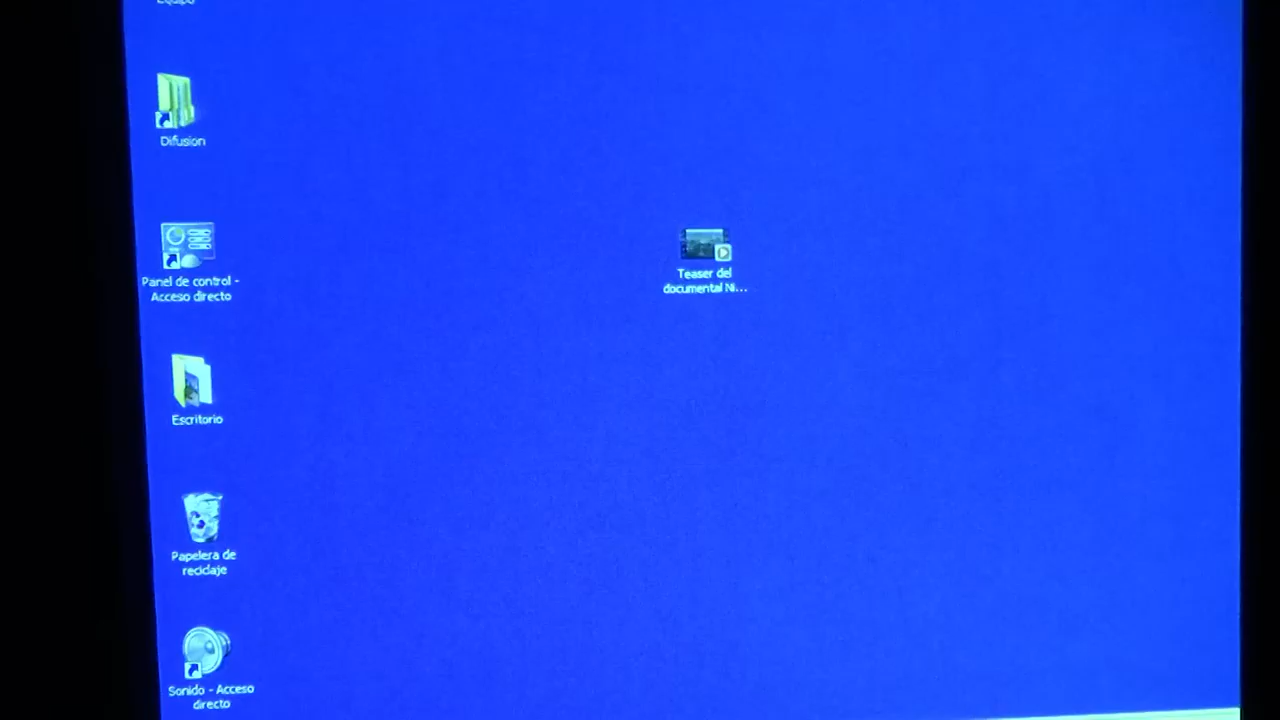 Equipo
Difusion
Panel de control -
Acceso directo
Teaser del
documental Ni...
Escritorio
Papelera de
reciclaje
Sonido - Acceso
directo